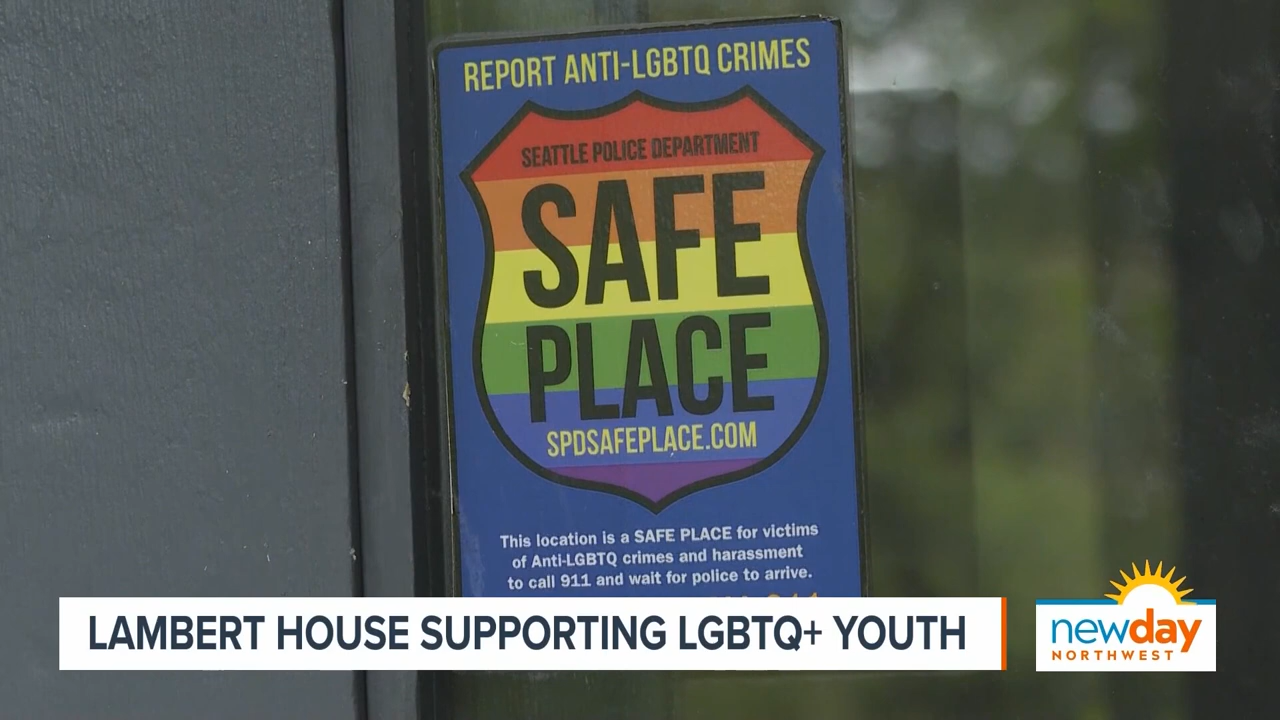 REPORT ANTI-LGBTQ CRIMES
SEATTLE POLICE DEPARTMENT
SAFE
PLACE
SPDSAFEPLACE.COM
This location is a SAFE PLACE for victims
of Anti-LGBTQ crimes and harassment
to call 911 and wait for police to arrive.
LAMBERT HOUSE SUPPORTING LGBTQ+ YOUTH
newday
NORTHWEST